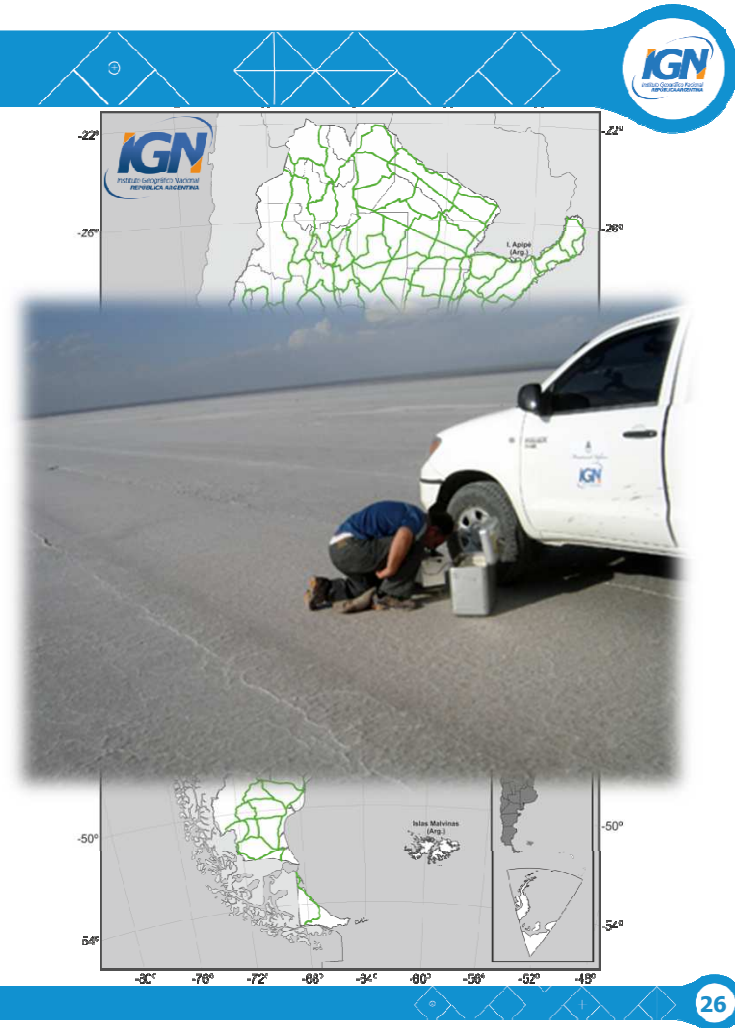 IGN
Instituto Geográfico Nacional
REPÚBLICA ARGENTINA
IGN
Instituto Geográfico Nacional
REPÚBLICA ARGENTINA
-22º
-22º
-26º
-26º
I. Apipé
(Arg.)
IGN
Islas Malvinas
(Arg.)
-50º
-50º
-54º
-54º
-80º -76º -72º -68º -64º -60º -56º -52º -48º
26